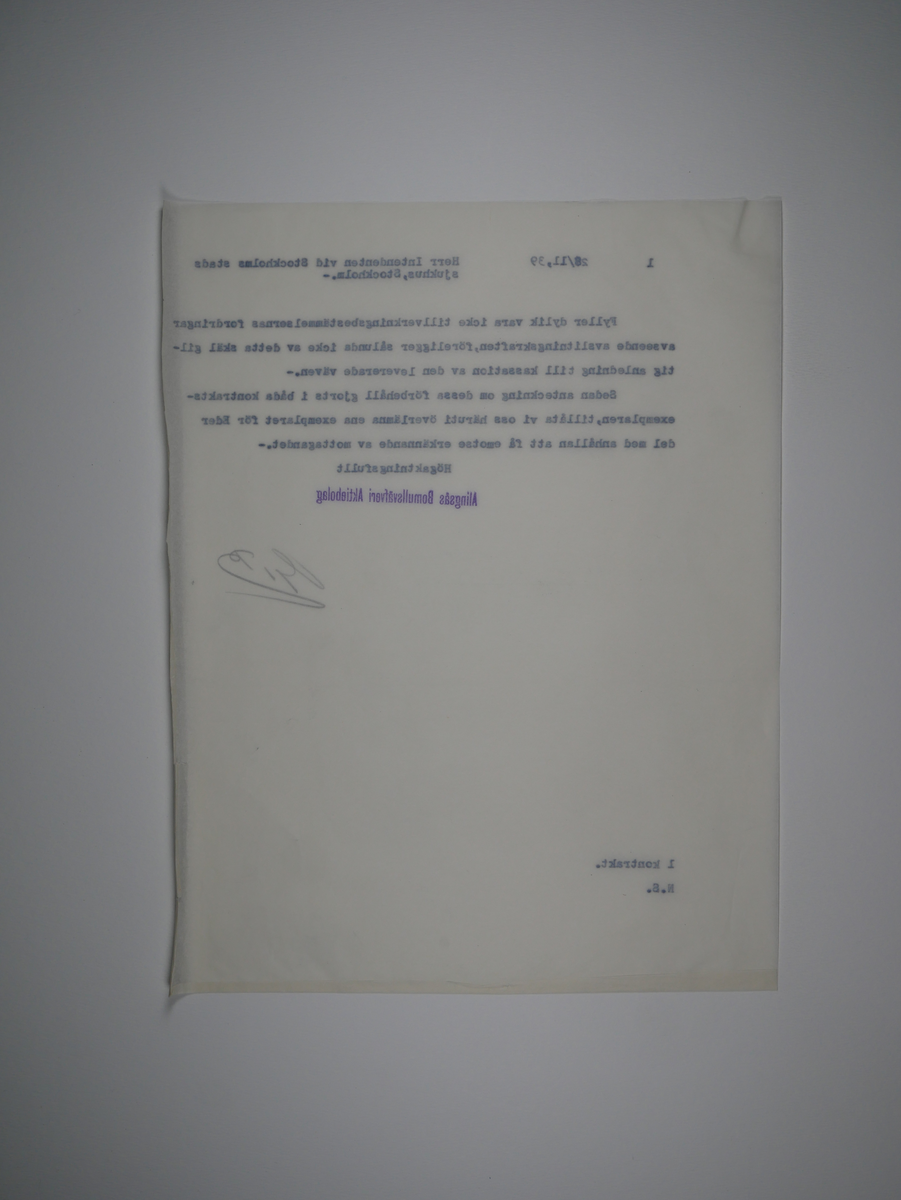 1 28/11,39 Herr Intendenten vid Stockholms stads
sjukhus,Stockholm.-
Fyller dylik vara icke tillverkningsbestämmelsernas fordringar
avseende avslitningskraften,föreligger sålunda icke av detta skäl gil-
tig anledning till kassation av den levererade väven.-
Sedan anteckning om dessa förbehåll gjorts i båda kontrakts-
exemplaren,tillåta vi oss häruti överlämna ena exemplaret för Eder
del med anhållan att få emotse erkännande av mottagandet.-
Högaktningsfullt
Alingsås Bomullsväfveri Aktiebolag
1 kontrakt.
N.S.